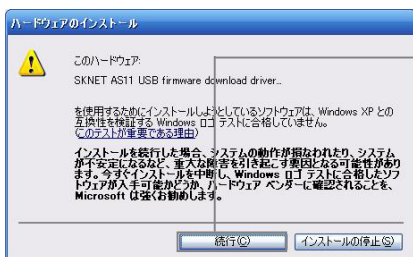 ハードウェアのインストール
このハードウェア:
SKNET AS11 USB firmware download driver...
を使用するためにインストールしようとしているソフトウェアは、Windows XP との
互換性を検証する Windows ロゴ テストに合格していません。
(このテストが重要である理由)
インストールを続行した場合、システムの動作が損なわれたり、システム
が不安定になるなど、重大な障害を引き起こす要因となる可能性があり
ます。今すぐインストールを中断し、Windows ロゴ テストに合格したソフ
トウェアが入手可能かどうか、ハードウェア ベンダーに確認されることを、
Microsoft は強くお勧めします。
続行(C)
インストールの停止(S)